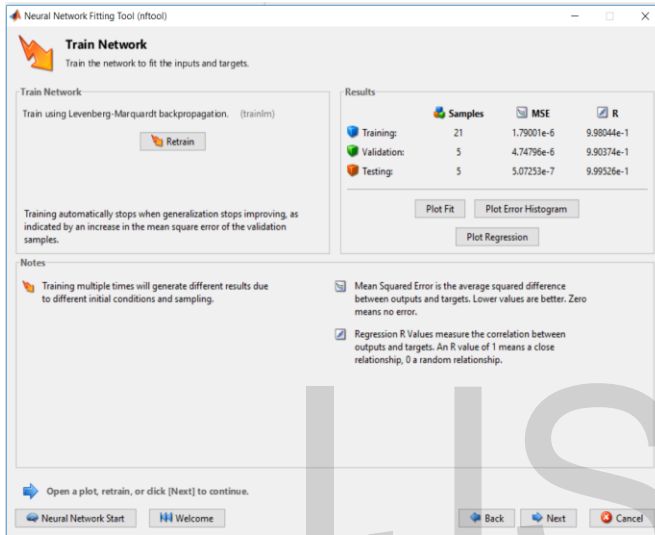 Neural Network Fitting Tool (nftool)
Train Network
Train the network to fit the inputs and targets.
Train Network
Train using Levenberg-Marquardt backpropagation. (trainlm)
Retrain
Training automatically stops when generalization stops improving, as
indicated by an increase in the mean square error of the validation
samples.
Results
Samples MSE R
Training: 21 1.79001e-6 9.98044e-1
Validation: 5 4.74796e-6 9.90374e-1
Testing: 5 5.07253e-7 9.99526e-1
Plot Fit Plot Error Histogram
Plot Regression
Notes
Training multiple times will generate different results due
to different initial conditions and sampling.
Mean Squared Error is the average squared difference
between outputs and targets. Lower values are better. Zero
means no error.
Regression R Values measure the correlation between
outputs and targets. An R value of 1 means a close
relationship, 0 a random relationship.
Open a plot, retrain, or click [Next] to continue.
Neural Network Start Welcome Back Next Cancel